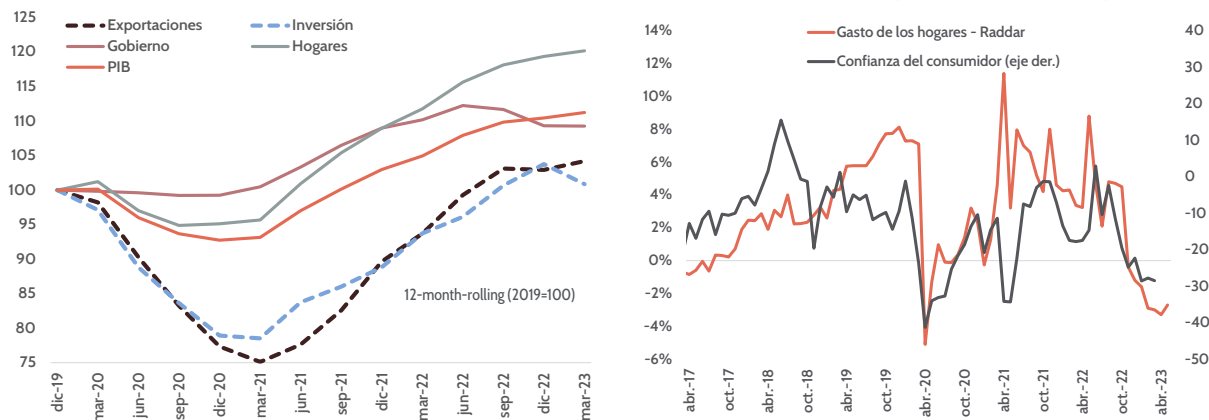 125
120
115
110
105
100
95
90
85
80
75
Exportaciones
Inversión
Gobierno
Hogares
PIB
12-month-rolling (2019=100)
dic-19
mar-20
jun-20
sep-20
dic-20
mar-21
jun-21
sep-21
dic-21
mar-22
jun-22
sep-22
dic-22
mar-23
14%
12%
10%
8%
6%
4%
2%
0%
-2%
-4%
-6%
Gasto de los hogares - Raddar
Confianza del consumidor (eje der.)
40
30
20
10
0
-10
-20
-30
-40
-50
abr.-17
oct.-17
abr.-18
oct.-18
abr.-19
oct.-19
abr.-20
oct.-20
abr.-21
oct.-21
abr.-22
oct.-22
abr.-23